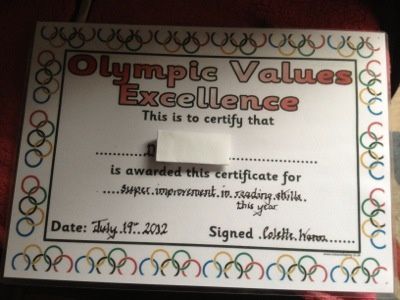 Olympic Values
Excellence
This is to certify that
is awarded this certificate for
super improvement in reading skills
this year
Date: July 19th 2012 Signed Colette